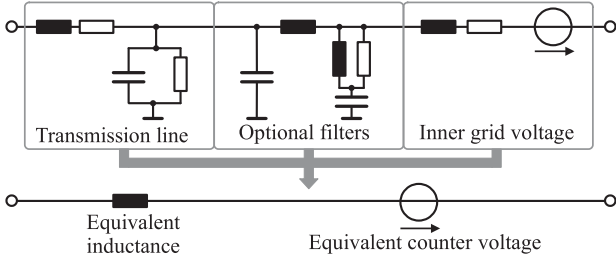 Transmission line
Optional filters
Inner grid voltage
Equivalent
inductance
Equivalent counter voltage